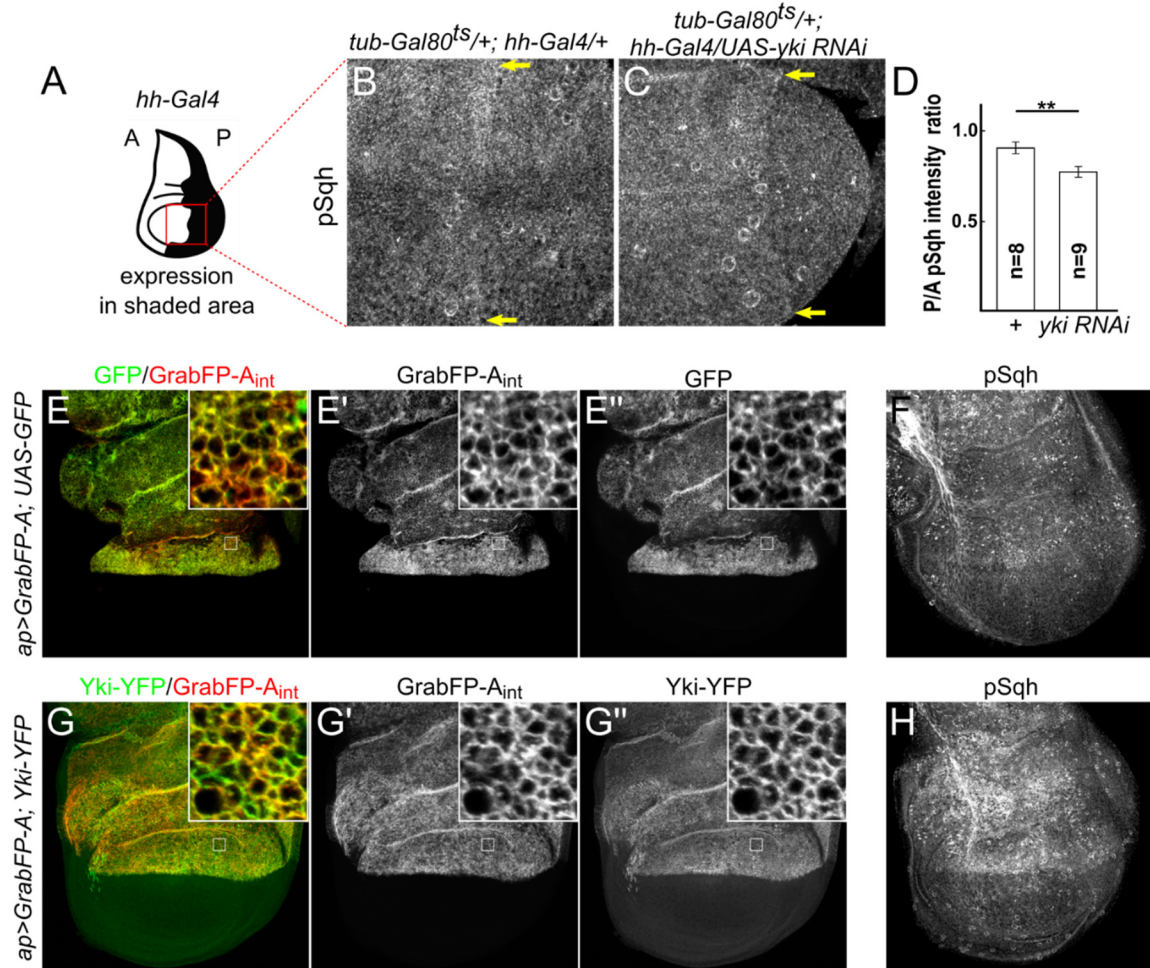 tub-Gal80ts/+; hh-Gal4/+
tub-Gal80ts/+;
hh-Gal4/UAS-yki RNAi
A
hh-Gal4
A P
expression
in shaded area
pSqh
B
C
D
P/A pSqh intensity ratio
1.0
0.5
**
n=8
n=9
+ yki RNAi
ap>GrabFP-A; UAS-GFP
GFP/GrabFP-Aint
E
GrabFP-Aint
E'
GFP
E"
pSqh
F
ap>GrabFP-A; Yki-YFP
Yki-YFP/GrabFP-Aint
G
GrabFP-Aint
G'
Yki-YFP
G"
pSqh
H